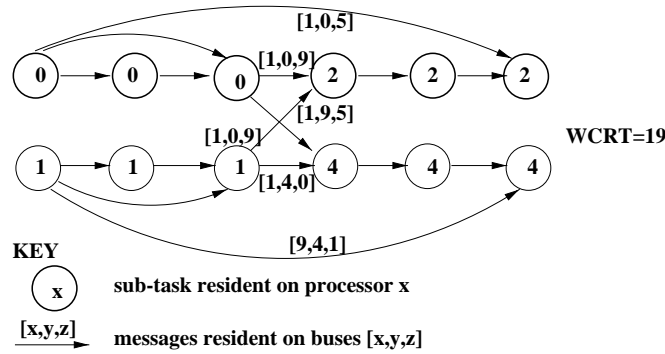 [1,0,5]
[1,0,9]
0 0 0 2 2 2
[1,9,5]
[1,0,9]
WCRT=19
1 1 1 4 4 4
[1,4,0]
[9,4,1]
KEY
x sub-task resident on processor x
[x,y,z] messages resident on buses [x,y,z]